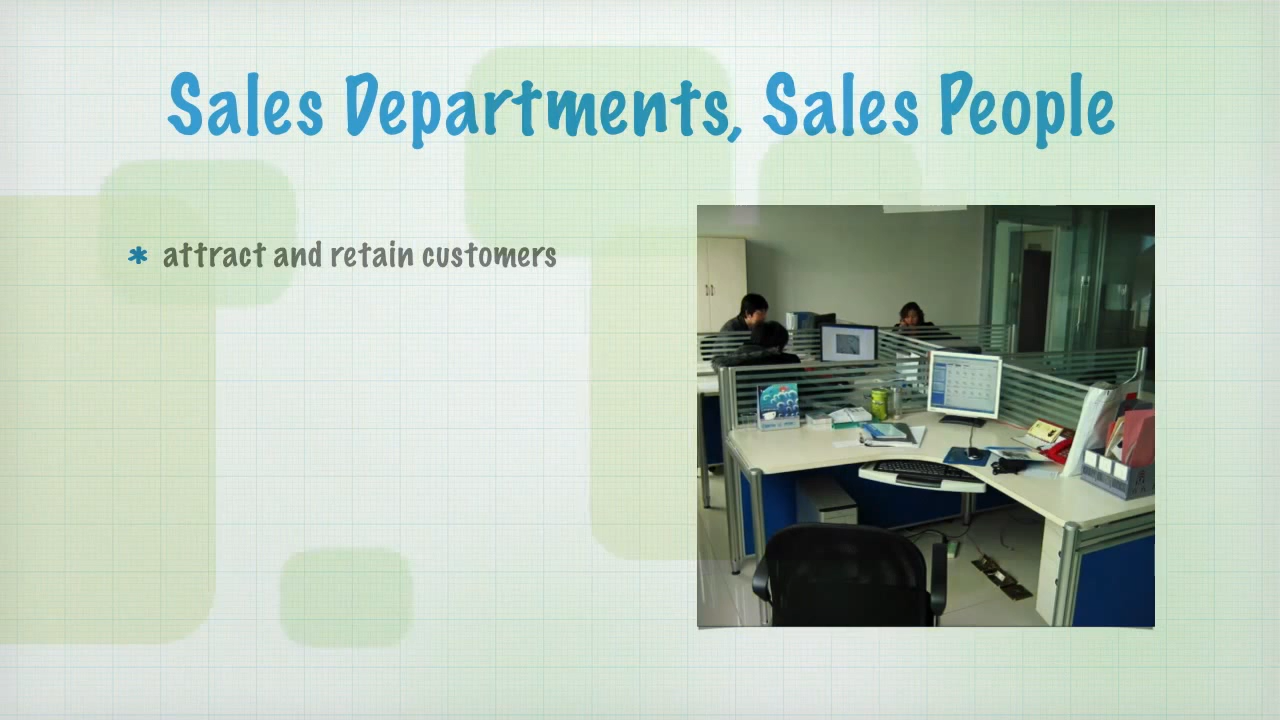 Sales Departments, Sales People
* attract and retain customers